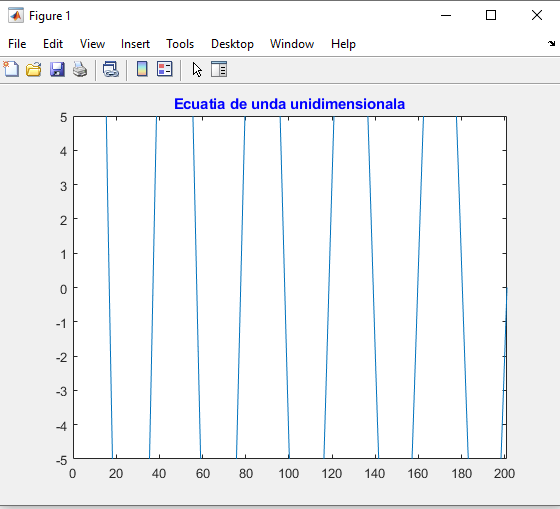 Figure 1
File Edit View Insert Tools Desktop Window Help
Ecuatia de unda unidimensionala
5
4
3
2
1
0
-1
-2
-3
-4
-5
0 20 40 60 80 100 120 140 160 180 200